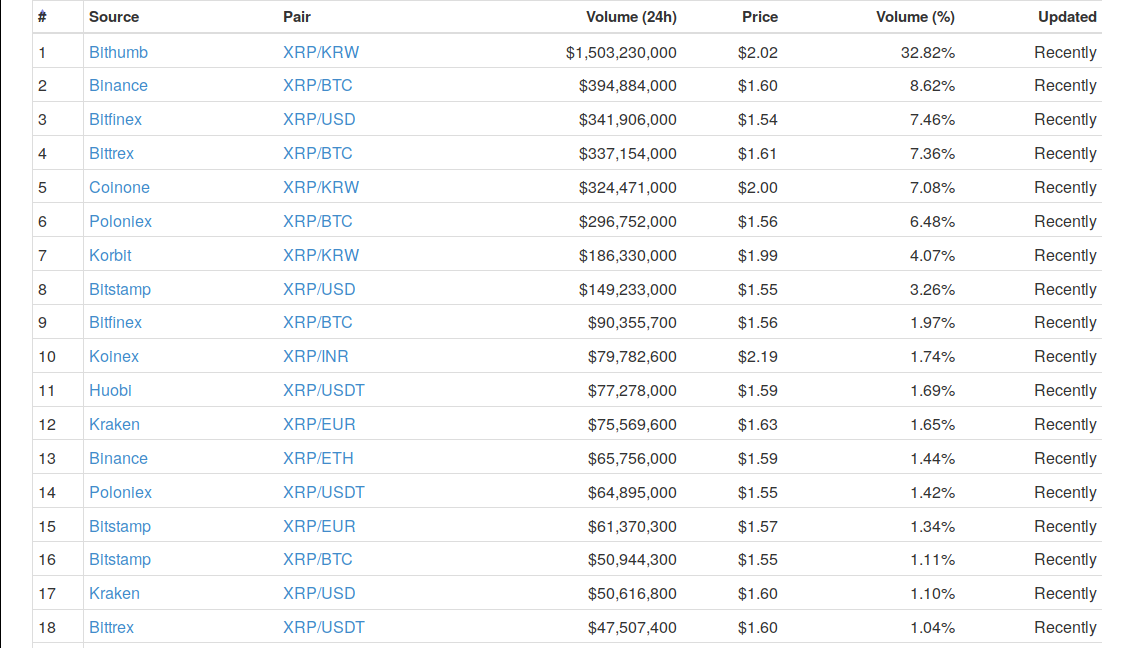 # Source Pair Volume (24h) Price Volume (%) Updated
1 Bithumb XRP/KRW $1,503,230,000 $2.02 32.82% Recently
2 Binance XRP/BTC $394,884,000 $1.60 8.62% Recently
3 Bitfinex XRP/USD $341,906,000 $1.54 7.46% Recently
4 Bittrex XRP/BTC $337,154,000 $1.61 7.36% Recently
5 Coinone XRP/KRW $324,471,000 $2.00 7.08% Recently
6 Poloniex XRP/BTC $296,752,000 $1.56 6.48% Recently
7 Korbit XRP/KRW $186,330,000 $1.99 4.07% Recently
8 Bitstamp XRP/USD $149,233,000 $1.55 3.26% Recently
9 Bitfinex XRP/BTC $90,355,700 $1.56 1.97% Recently
10 Koinex XRP/INR $79,782,600 $2.19 1.74% Recently
11 Huobi XRP/USDT $77,278,000 $1.59 1.69% Recently
12 Kraken XRP/EUR $75,569,600 $1.63 1.65% Recently
13 Binance XRP/ETH $65,756,000 $1.59 1.44% Recently
14 Poloniex XRP/USDT $64,895,000 $1.55 1.42% Recently
15 Bitstamp XRP/EUR $61,370,300 $1.57 1.34% Recently
16 Bitstamp XRP/BTC $50,944,300 $1.55 1.11% Recently
17 Kraken XRP/USD $50,616,800 $1.60 1.10% Recently
18 Bittrex XRP/USDT $47,507,400 $1.60 1.04% Recently